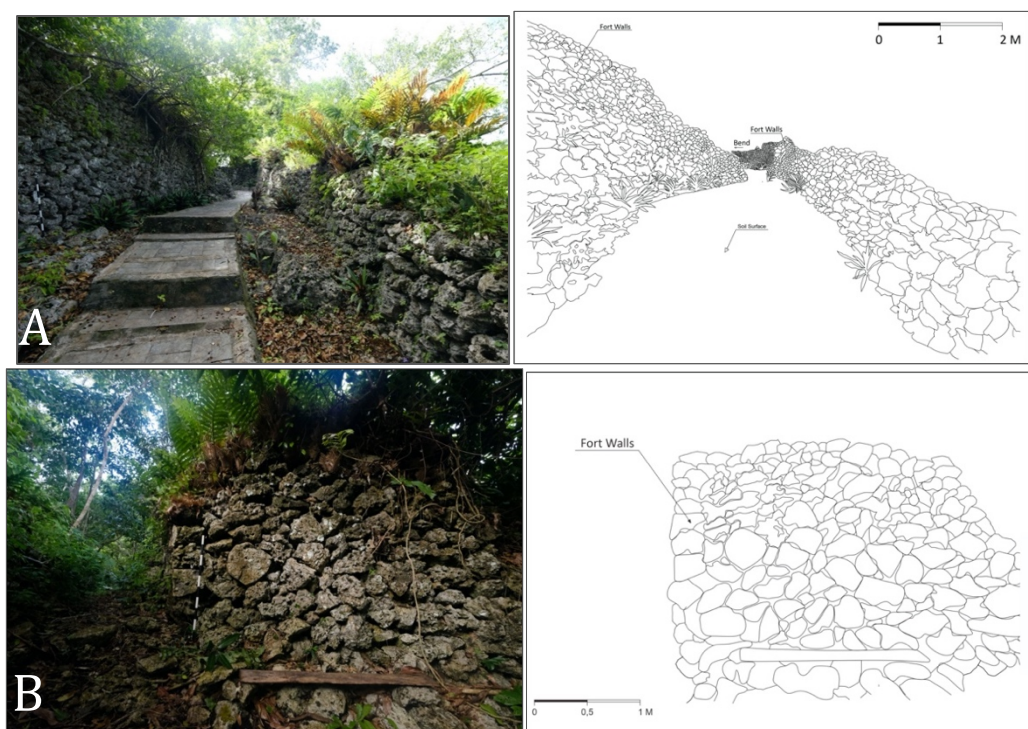 A
Fort Walls
0 1 2 M
Fort Walls
Bend
Soil Surface
B
Fort Walls
0 0,5 1 M